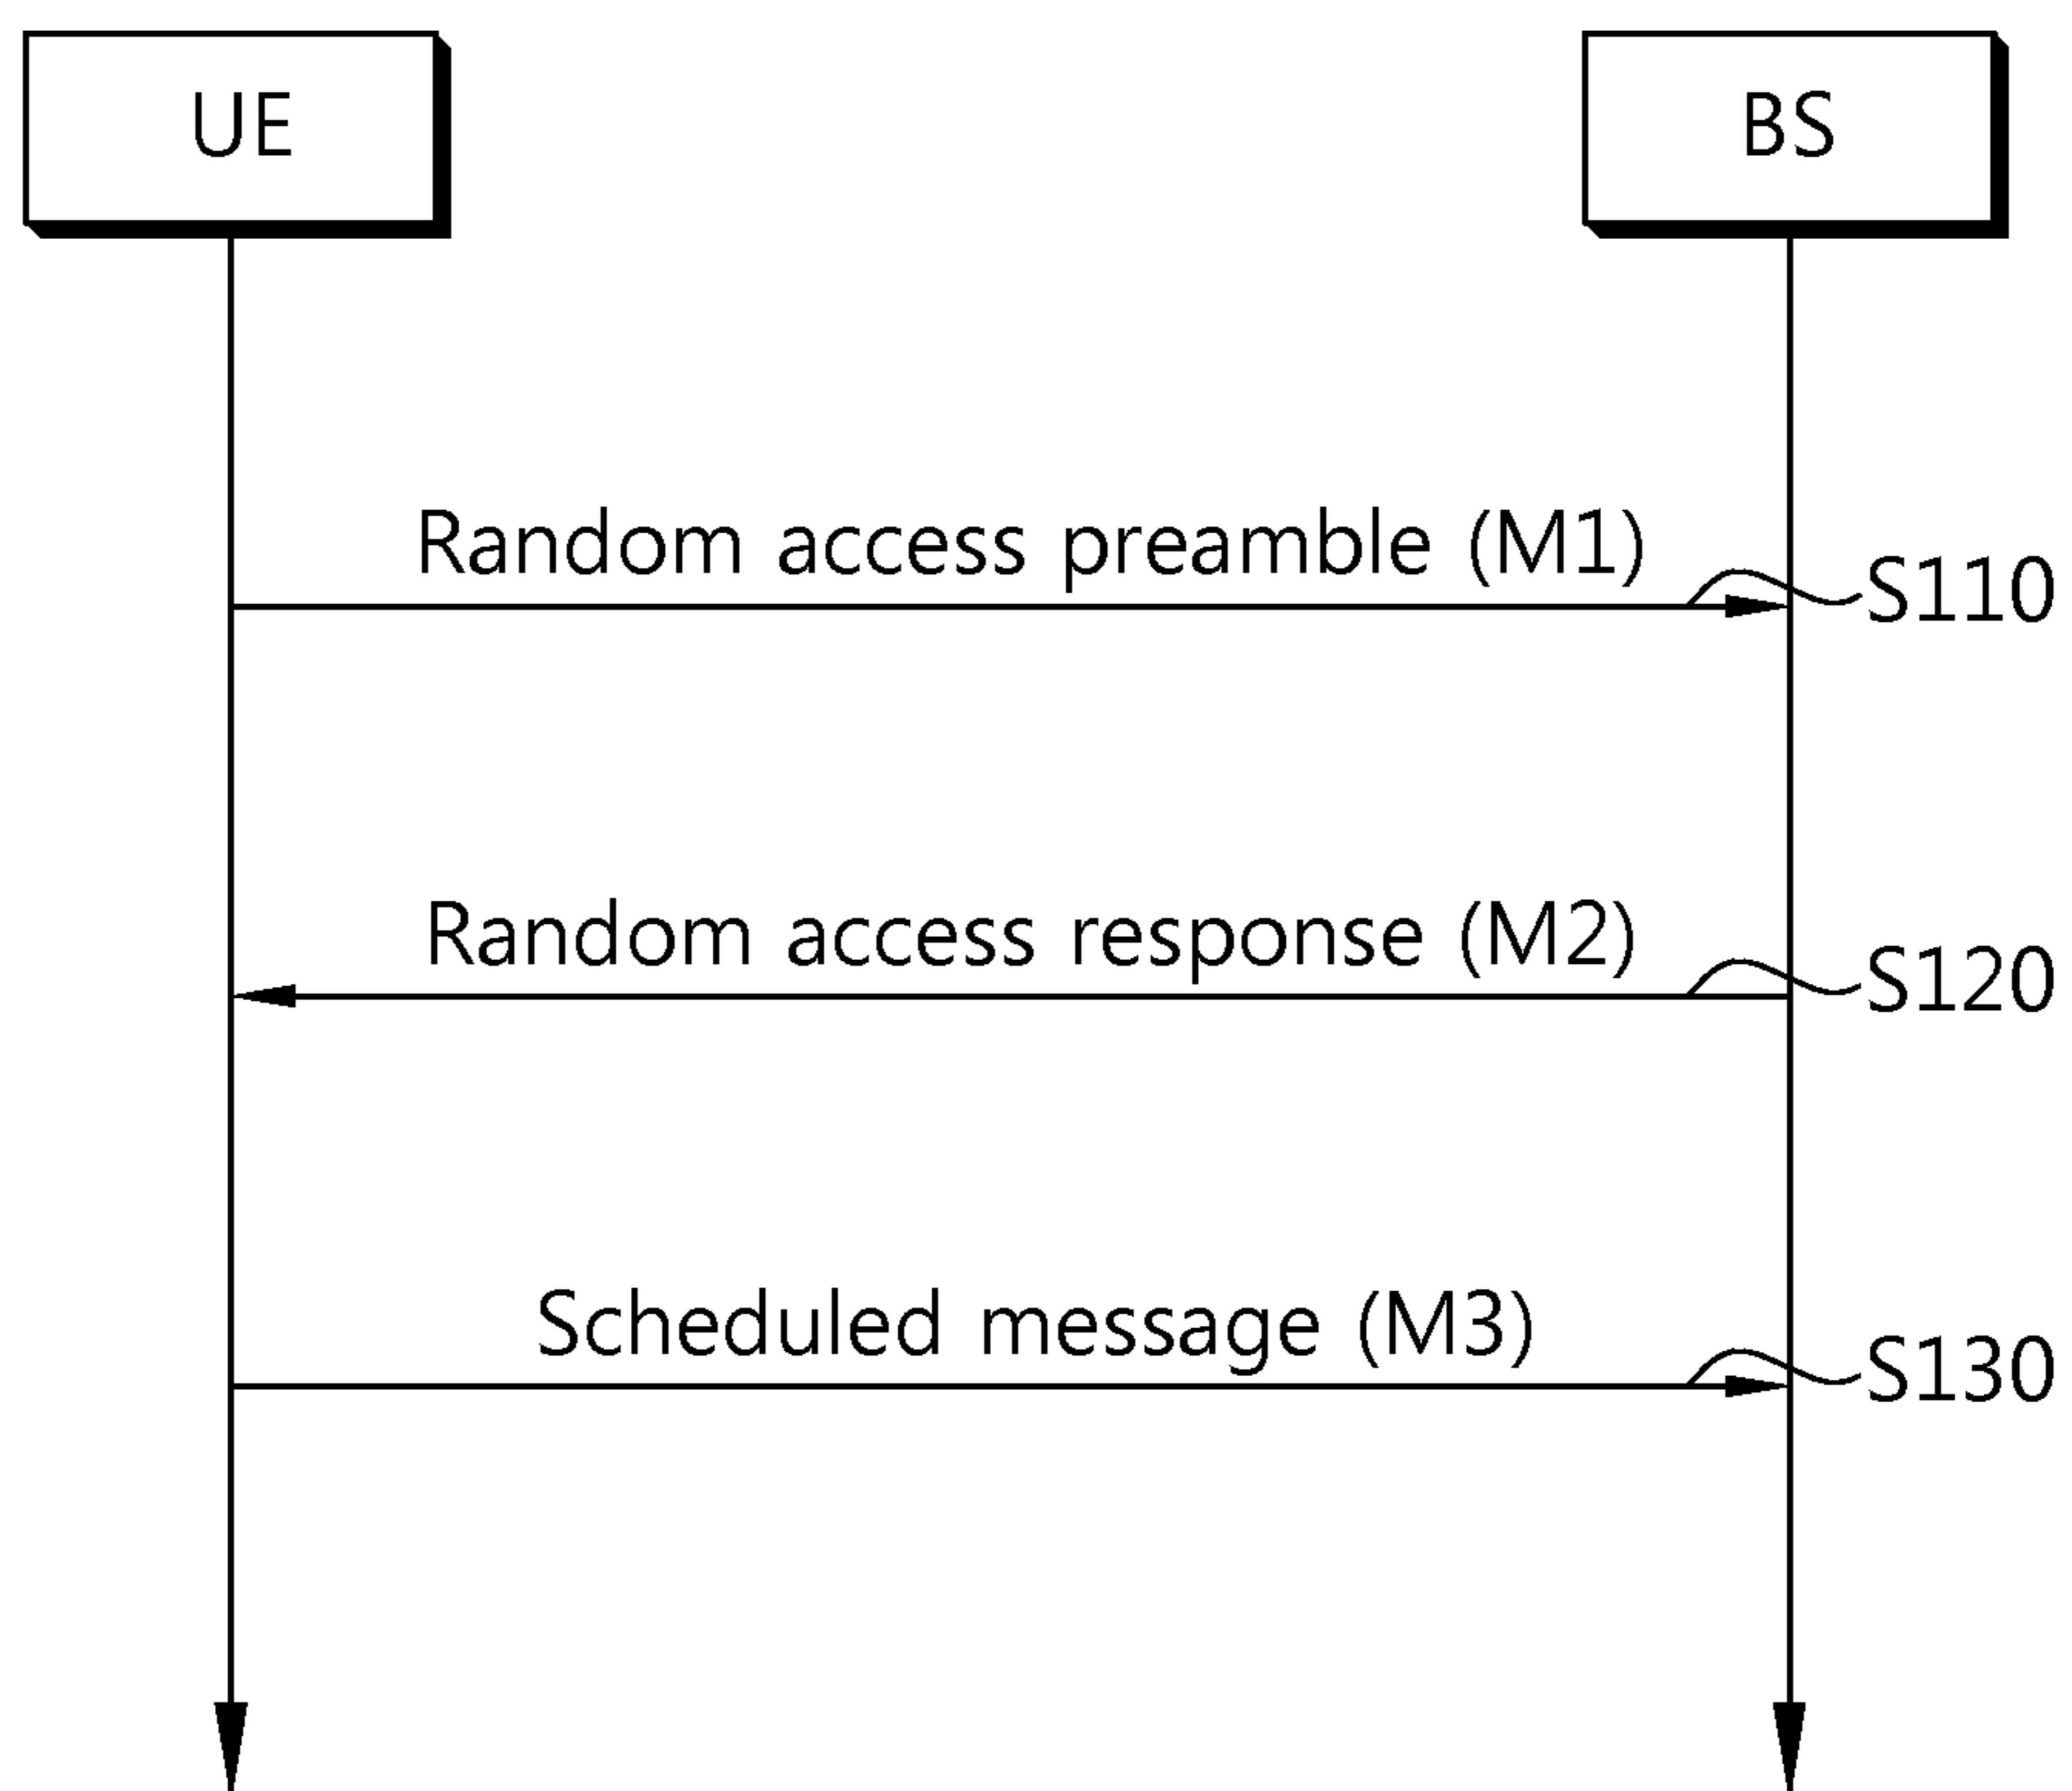 UE
BS
Random access preamble (M1)
S110
Random access response (M2)
S120
Scheduled message (M3)
S130